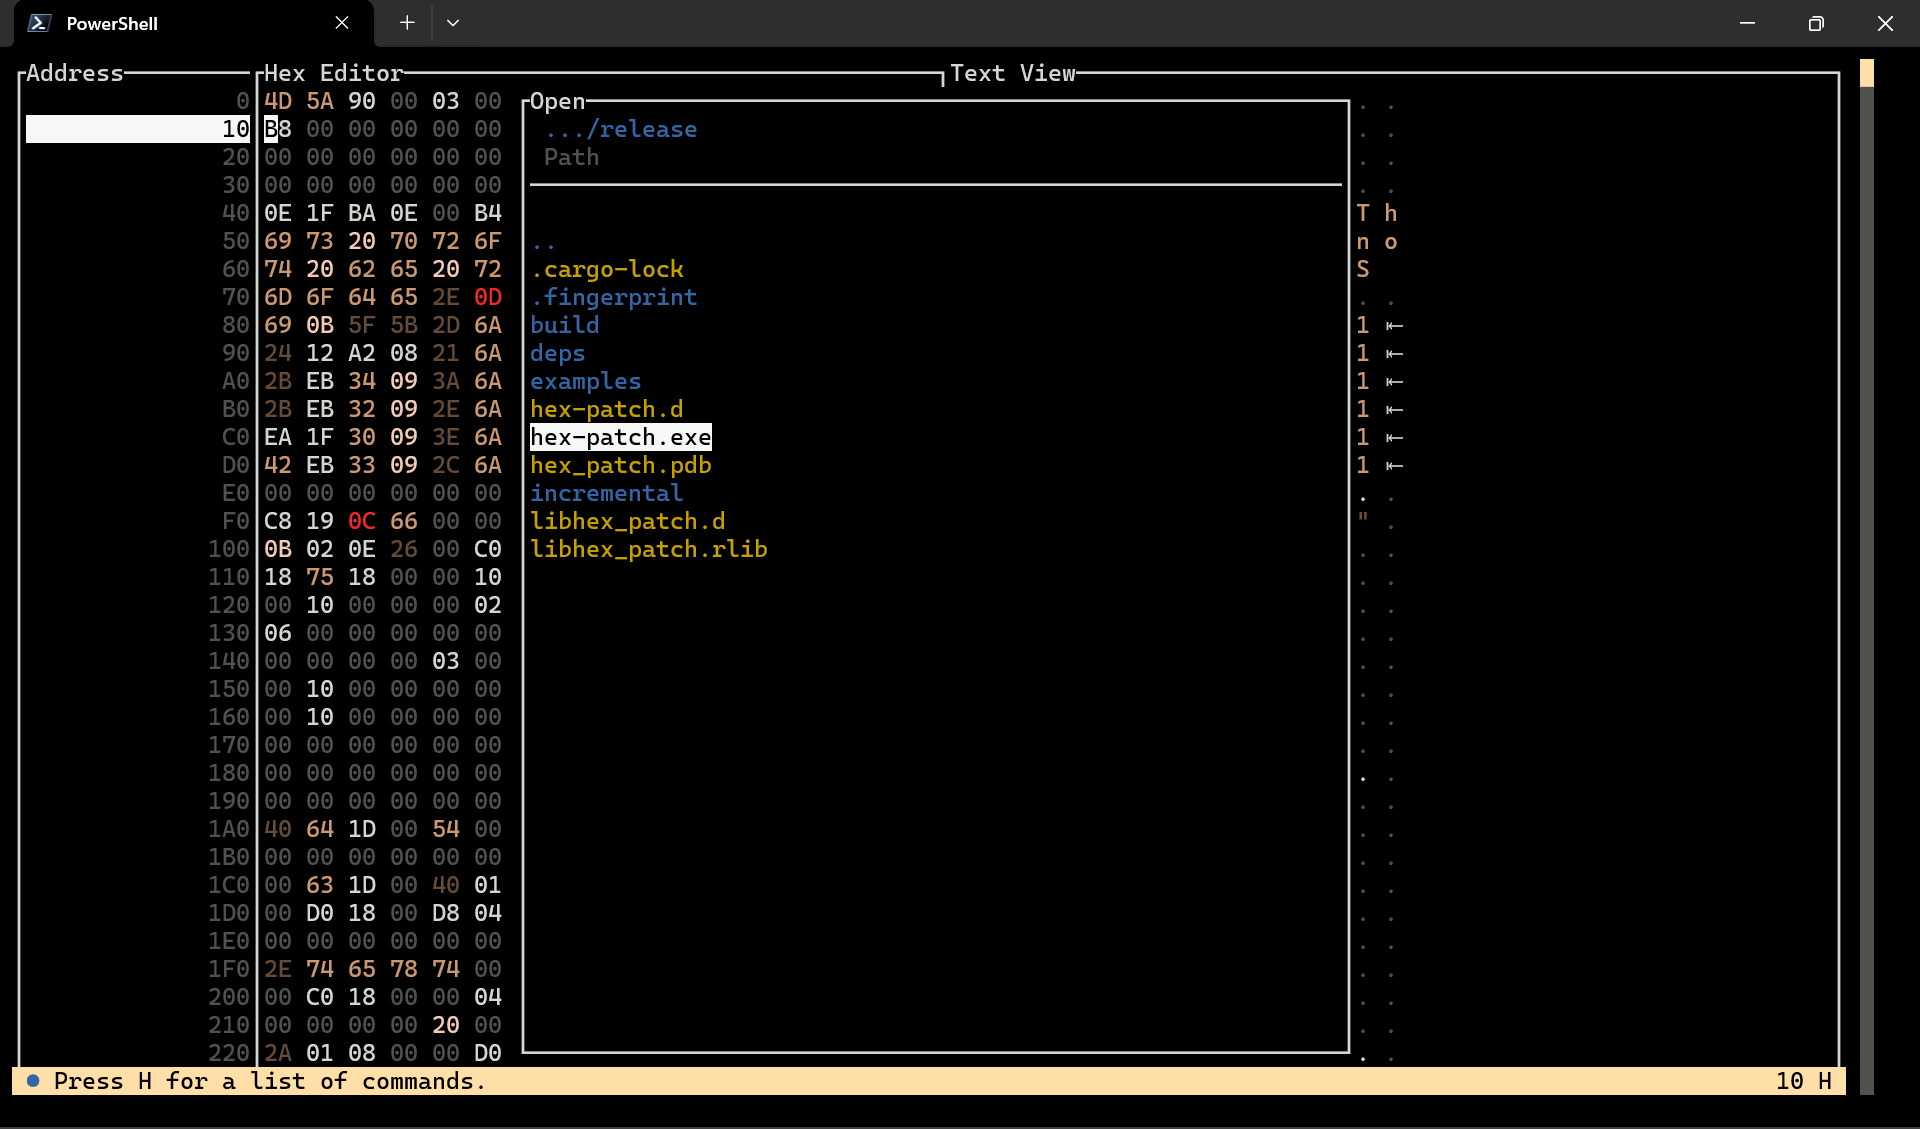 PowerShell
Address Hex Editor Text View
0 4D 5A 90 00 03 00 Open . .
10 B8 00 00 00 00 00 .../release . .
20 00 00 00 00 00 00 Path . .
30 00 00 00 00 00 00 . .
40 0E 1F BA 0E 00 B4 T h
50 69 73 20 70 72 6F .. n o
60 74 20 62 65 20 72 .cargo-lock S
70 6D 6F 64 65 2E 0D .fingerprint . .
80 69 0B 5F 5B 2D 6A build 1 ⇤
90 24 12 A2 08 21 6A deps 1 ⇤
A0 2B EB 34 09 3A 6A examples 1 ⇤
B0 2B EB 32 09 2E 6A hex-patch.d 1 ⇤
C0 EA 1F 30 09 3E 6A hex-patch.exe 1 ⇤
D0 42 EB 33 09 2C 6A hex_patch.pdb 1 ⇤
E0 00 00 00 00 00 00 incremental . .
F0 C8 19 0C 66 00 00 libhex_patch.d " .
100 0B 02 0E 26 00 C0 libhex_patch.rlib . .
110 18 75 18 00 00 10 . .
120 00 10 00 00 00 02 . .
130 06 00 00 00 00 00 . .
140 00 00 00 00 03 00 . .
150 00 10 00 00 00 00 . .
160 00 10 00 00 00 00 . .
170 00 00 00 00 00 00 . .
180 00 00 00 00 00 00 . .
190 00 00 00 00 00 00 . .
1A0 40 64 1D 00 54 00 . .
1B0 00 00 00 00 00 00 . .
1C0 00 63 1D 00 40 01 . .
1D0 00 D0 18 00 D8 04 . .
1E0 00 00 00 00 00 00 . .
1F0 2E 74 65 78 74 00 . .
200 00 C0 18 00 00 04 . .
210 00 00 00 00 20 00 . .
220 2A 01 08 00 00 D0 . .
● Press H for a list of commands. 10 H